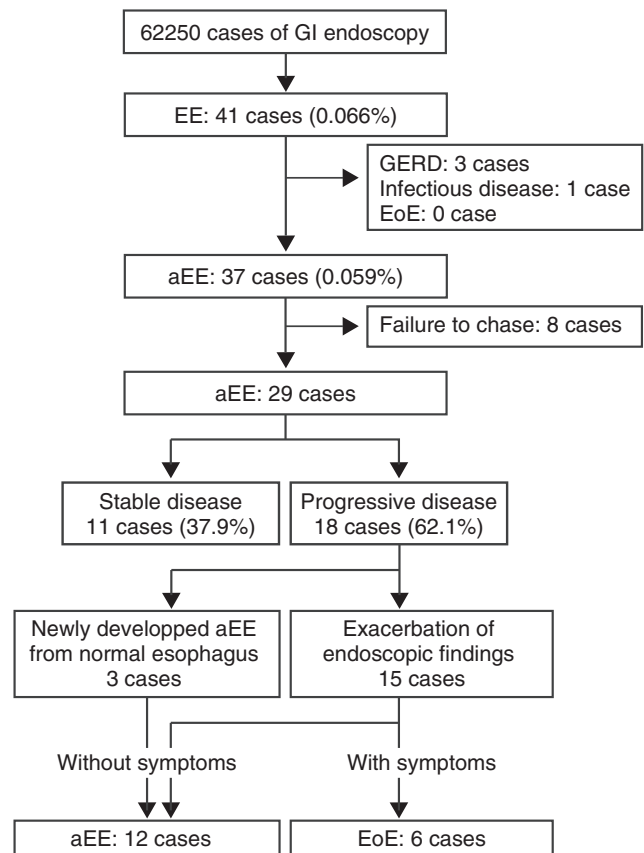 62250 cases of GI endoscopy
EE: 41 cases (0.066%)
GERD: 3 cases
Infectious disease: 1 case
EoE: 0 case
aEE: 37 cases (0.059%)
Failure to chase: 8 cases
aEE: 29 cases
Stable disease
11 cases (37.9%)
Progressive disease
18 cases (62.1%)
Newly developped aEE
from normal esophagus
3 cases
Exacerbation of
endoscopic findings
15 cases
Without symptoms
With symptoms
aEE: 12 cases
EoE: 6 cases